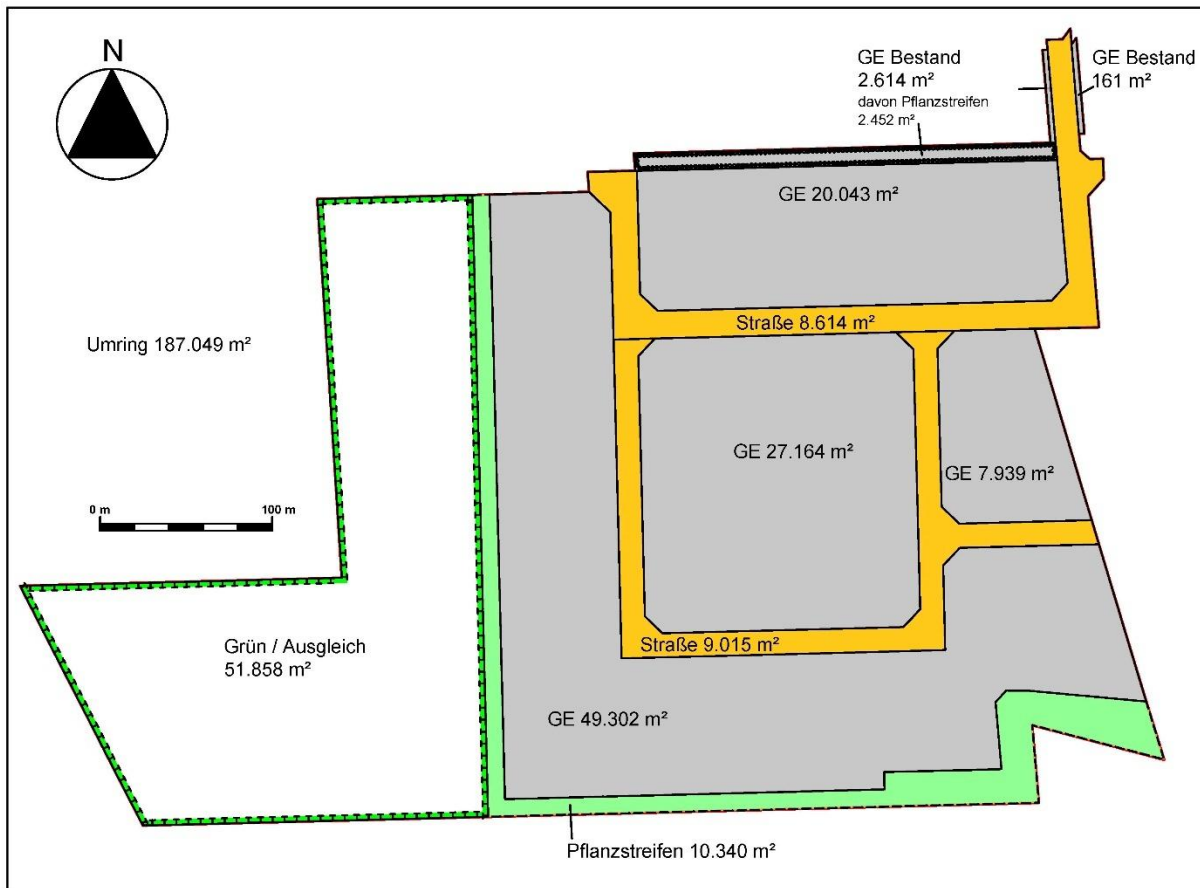 N
GE Bestand
2.614 m²
davon Pflanzstreifen
2.452 m²
GE Bestand
161 m²
GE 20.043 m²
Straße 8.614 m²
Umring 187.049 m²
GE 27.164 m²
GE 7.939 m²
0 m 100 m
Grün / Ausgleich
51.858 m²
Straße 9.015 m²
GE 49.302 m²
Pflanzstreifen 10.340 m²